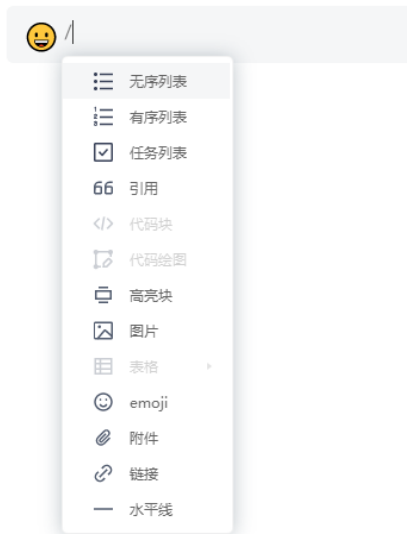 /
无序列表
有序列表
任务列表
引用
代码块
代码绘图
高亮块
图片
表格
emoji
附件
链接
水平线